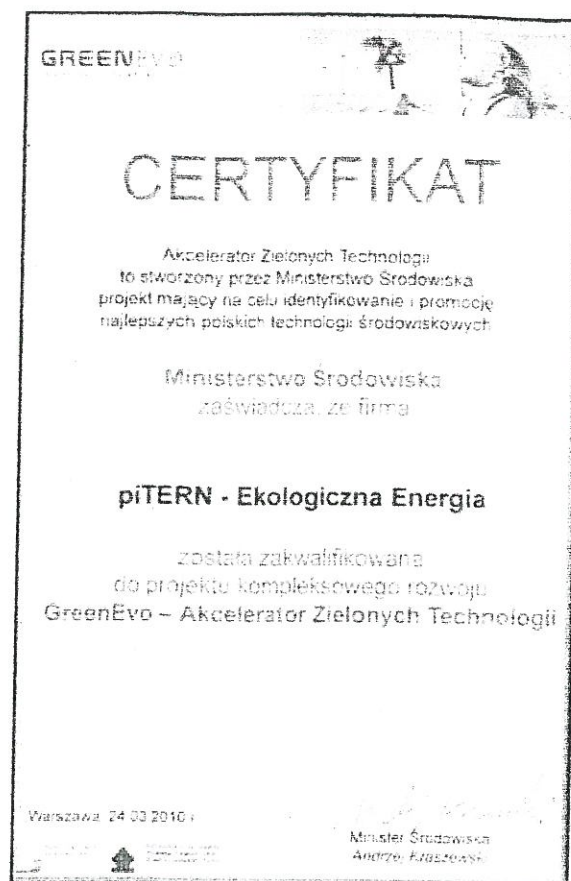 GREENEVO
CERTYFIKAT
Akcelerator Zielonych Technologii
to stworzony przez Ministerstwo Środowiska
projekt mający na celu identyfikowanie i promocję
najlepszych polskich technologii środowiskowych
Ministerstwo Środowiska
zaświadcza, że firma
piTERN - Ekologiczna Energia
została zakwalifikowana
do projektu kompleksowego rozwoju
GreenEvo – Akcelerator Zielonych Technologii
Warszawa, 24.03.2010 r.
Minister Środowiska
Andrzej Kraszewski